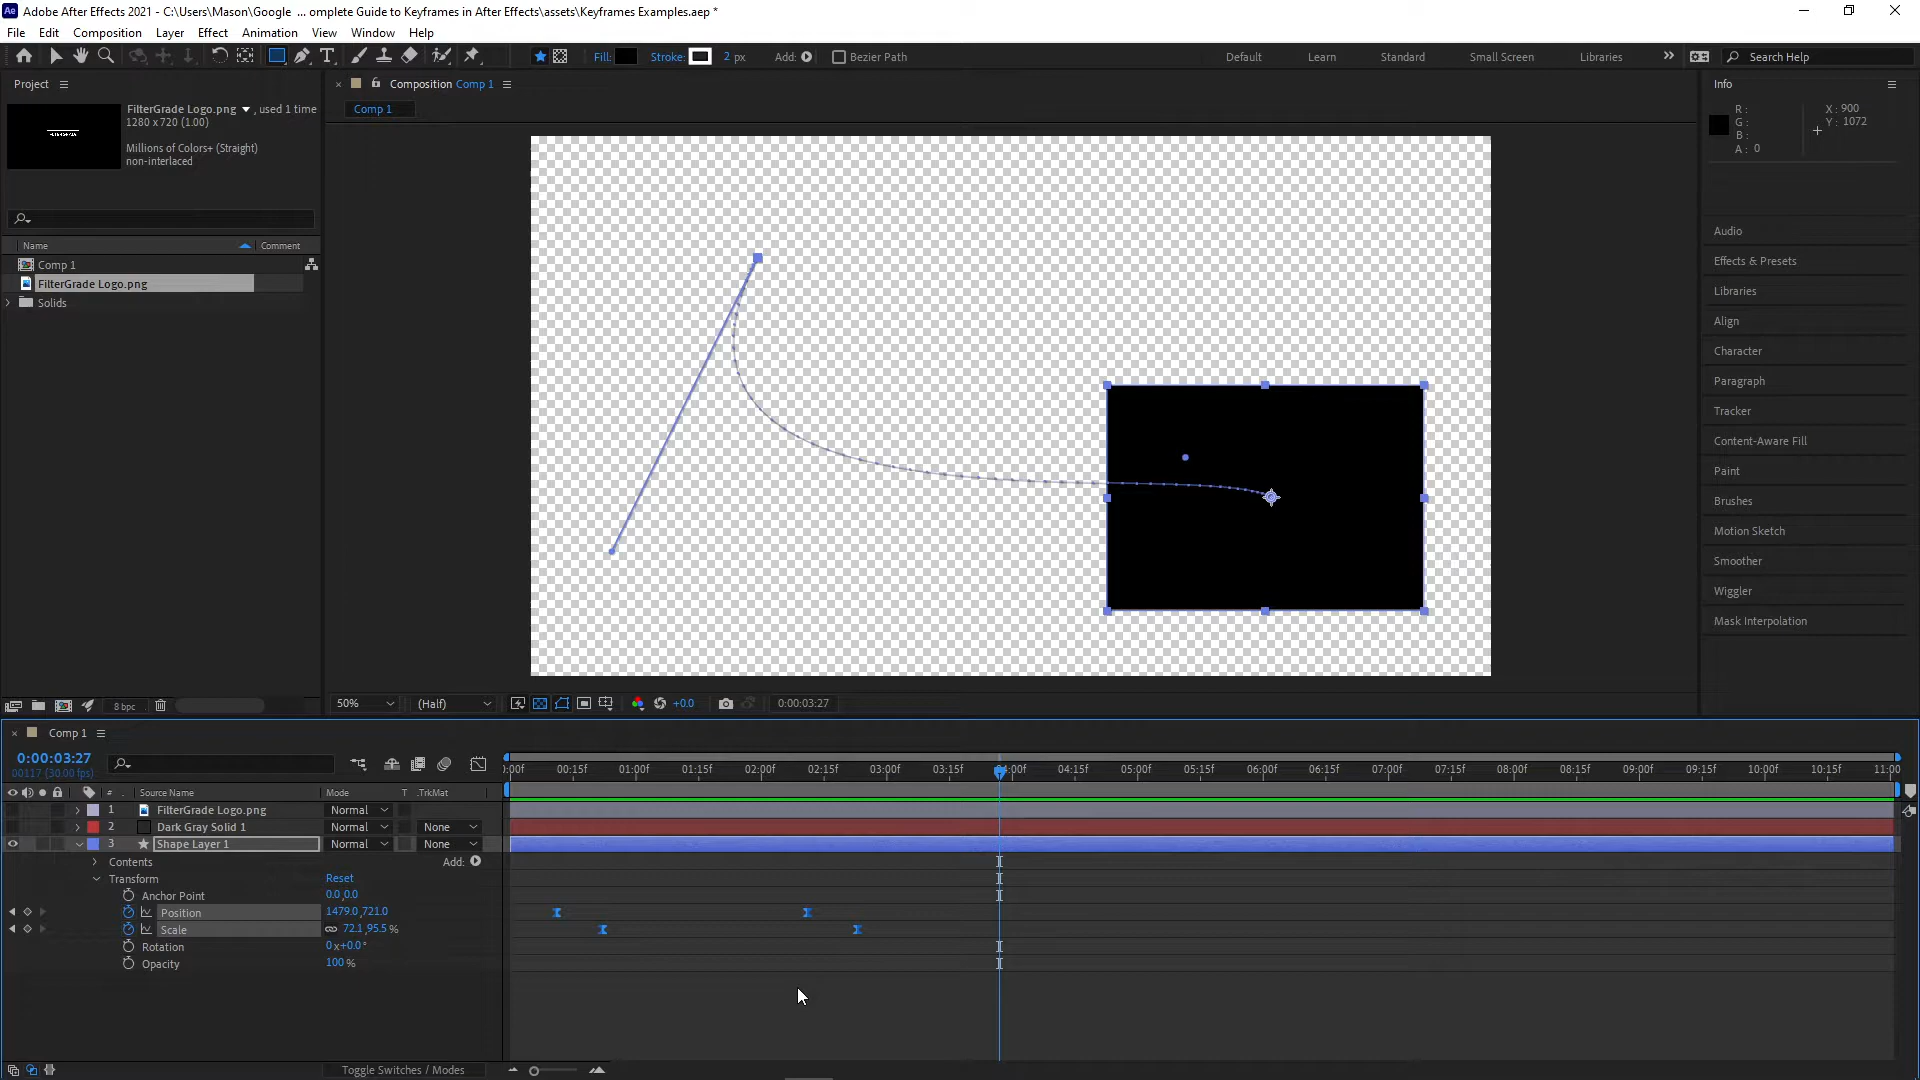 Adobe After Effects 2021 - C:\Users\Mason\Google ... omplete Guide to Keyframes in After Effects\assets\Keyframes Examples.aep *
File Edit Composition Layer Effect Animation View Window Help
Fill: Stroke: 2 px Add: Bezier Path Default Learn Standard Small Screen Libraries Search Help
Project
FilterGrade Logo.png , used 1 time
1280 x 720 (1.00)
Millions of Colors+ (Straight)
non-interlaced
Name Comment
Comp 1
FilterGrade Logo.png
Solids
8 bpc
Composition Comp 1
Comp 1
50% (Half) +0.0 0:00:03:27
Info
R : X : 900
G : Y : 1072
B :
A : 0
Audio
Effects & Presets
Libraries
Align
Character
Paragraph
Tracker
Content-Aware Fill
Paint
Brushes
Motion Sketch
Smoother
Wiggler
Mask Interpolation
Comp 1
0:00:03:27
00117 (30.00 fps)
:00f 00:15f 01:00f 01:15f 02:00f 02:15f 03:00f 03:15f 04:00f 04:15f 05:00f 05:15f 06:00f 06:15f 07:00f 07:15f 08:00f 08:15f 09:00f 09:15f 10:00f 10:15f 11:00
# Source Name Mode T .TrkMat
1 FilterGrade Logo.png Normal
2 Dark Gray Solid 1 Normal None
3 Shape Layer 1 Normal None
Contents Add:
Transform Reset
Anchor Point 0.0,0.0
Position 1479.0,721.0
Scale 72.1,95.5 %
Rotation 0x+0.0°
Opacity 100 %
Toggle Switches / Modes